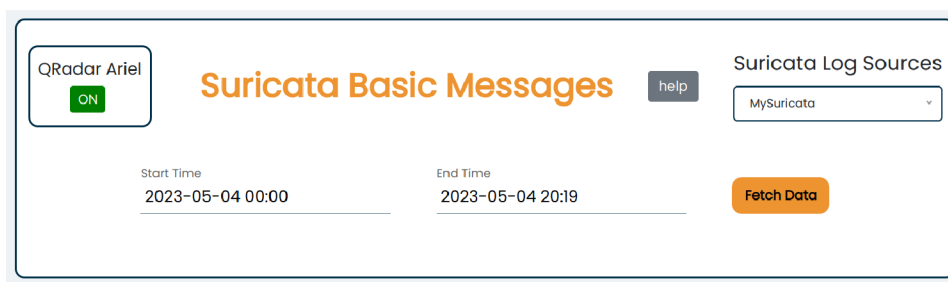 QRadar Ariel
ON
Suricata Basic Messages
help
Suricata Log Sources
MySuricata
Start Time
2023-05-04 00:00
End Time
2023-05-04 20:19
Fetch Data